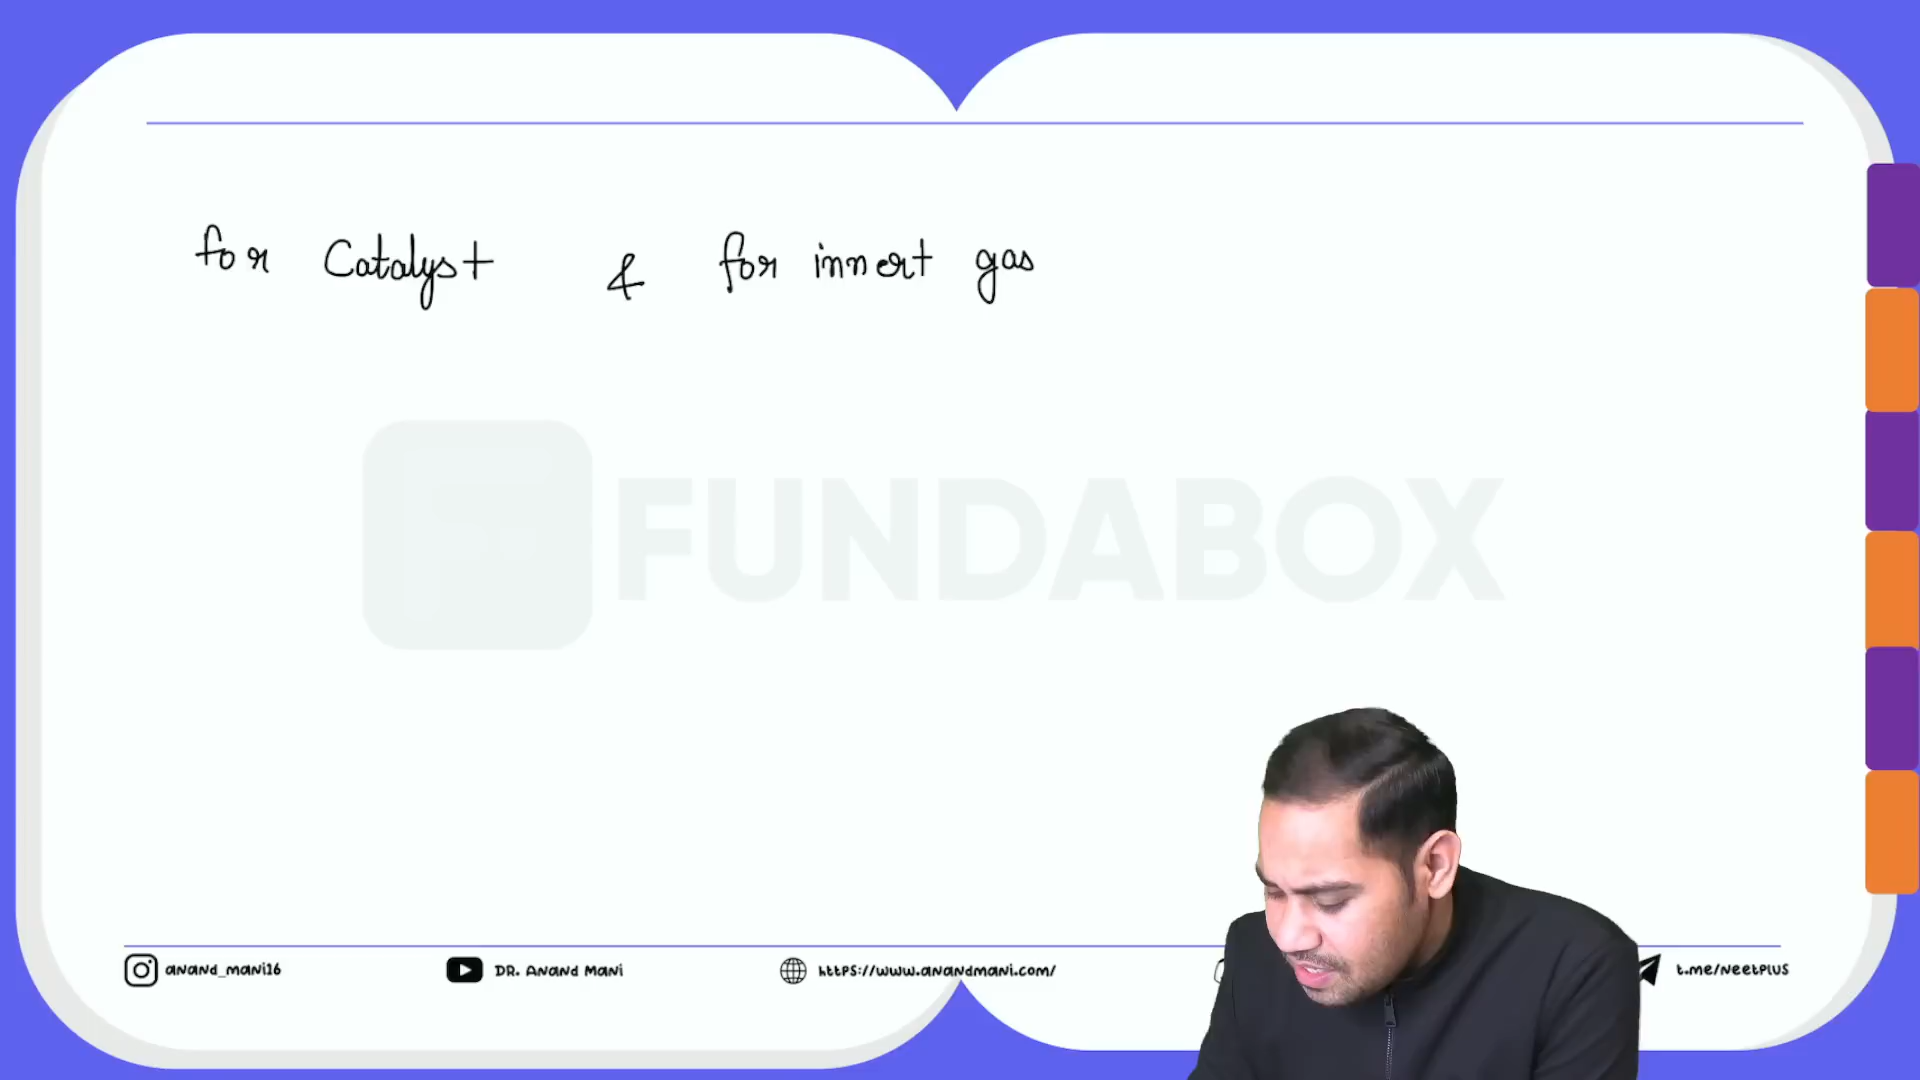 for Catalyst & for innert gas
FUNDABOX
anand_mani16 DR. Anand Mani https://www.anandmani.com/ t.me/NEETPLUS